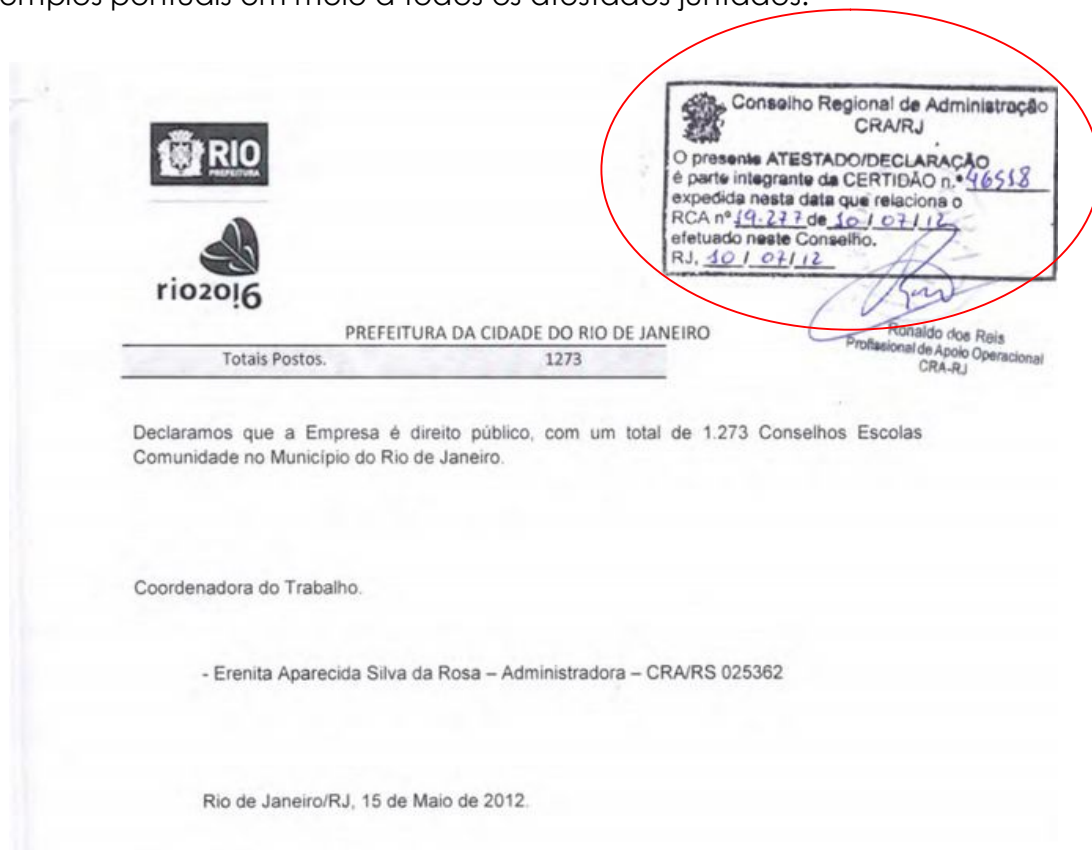 emplos pontuais em meio a todos os atestados juntados.
RIO
PREFEITURA
rio2016
Conselho Regional de Administração
CRA/RJ
O presente ATESTADO/DECLARAÇÃO
é parte integrante da CERTIDÃO n.º 46518
expedida nesta data que relaciona o
RCA nº 19.277 de 10/07/12
efetuado neste Conselho.
RJ, 10/07/12
Ronaldo dos Reis
Profissional de Apoio Operacional
CRA-RJ
PREFEITURA DA CIDADE DO RIO DE JANEIRO
Totais Postos. 1273
Declaramos que a Empresa é direito público, com um total de 1.273 Conselhos Escolas
Comunidade no Município do Rio de Janeiro.
Coordenadora do Trabalho.
- Erenita Aparecida Silva da Rosa – Administradora – CRA/RS 025362
Rio de Janeiro/RJ, 15 de Maio de 2012.